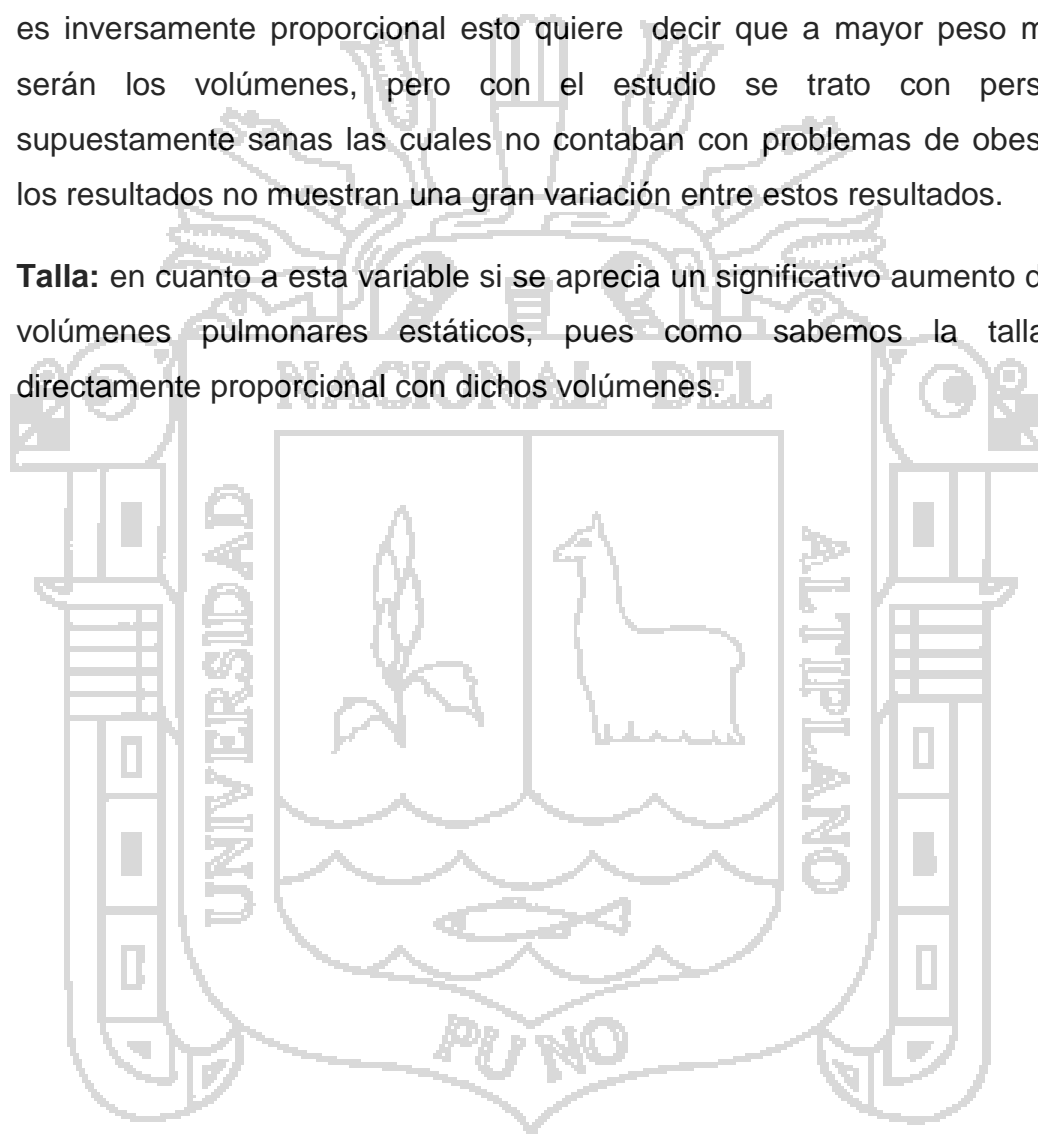 es inversamente proporcional esto quiere decir que a mayor peso
serán los volúmenes, pero con el estudio se trato con
supuestamente sanas las cuales no contaban con problemas de
los resultados no muestran una gran variación entre estos resultados.
Talla: en cuanto a esta variable si se aprecia un significativo aumento
volúmenes pulmonares estáticos, pues como sabemos la talla
directamente proporcional con dichos volúmenes.
NACIONAL DEL
UNIVERSIDAD
ALTIPLANO
PUNO